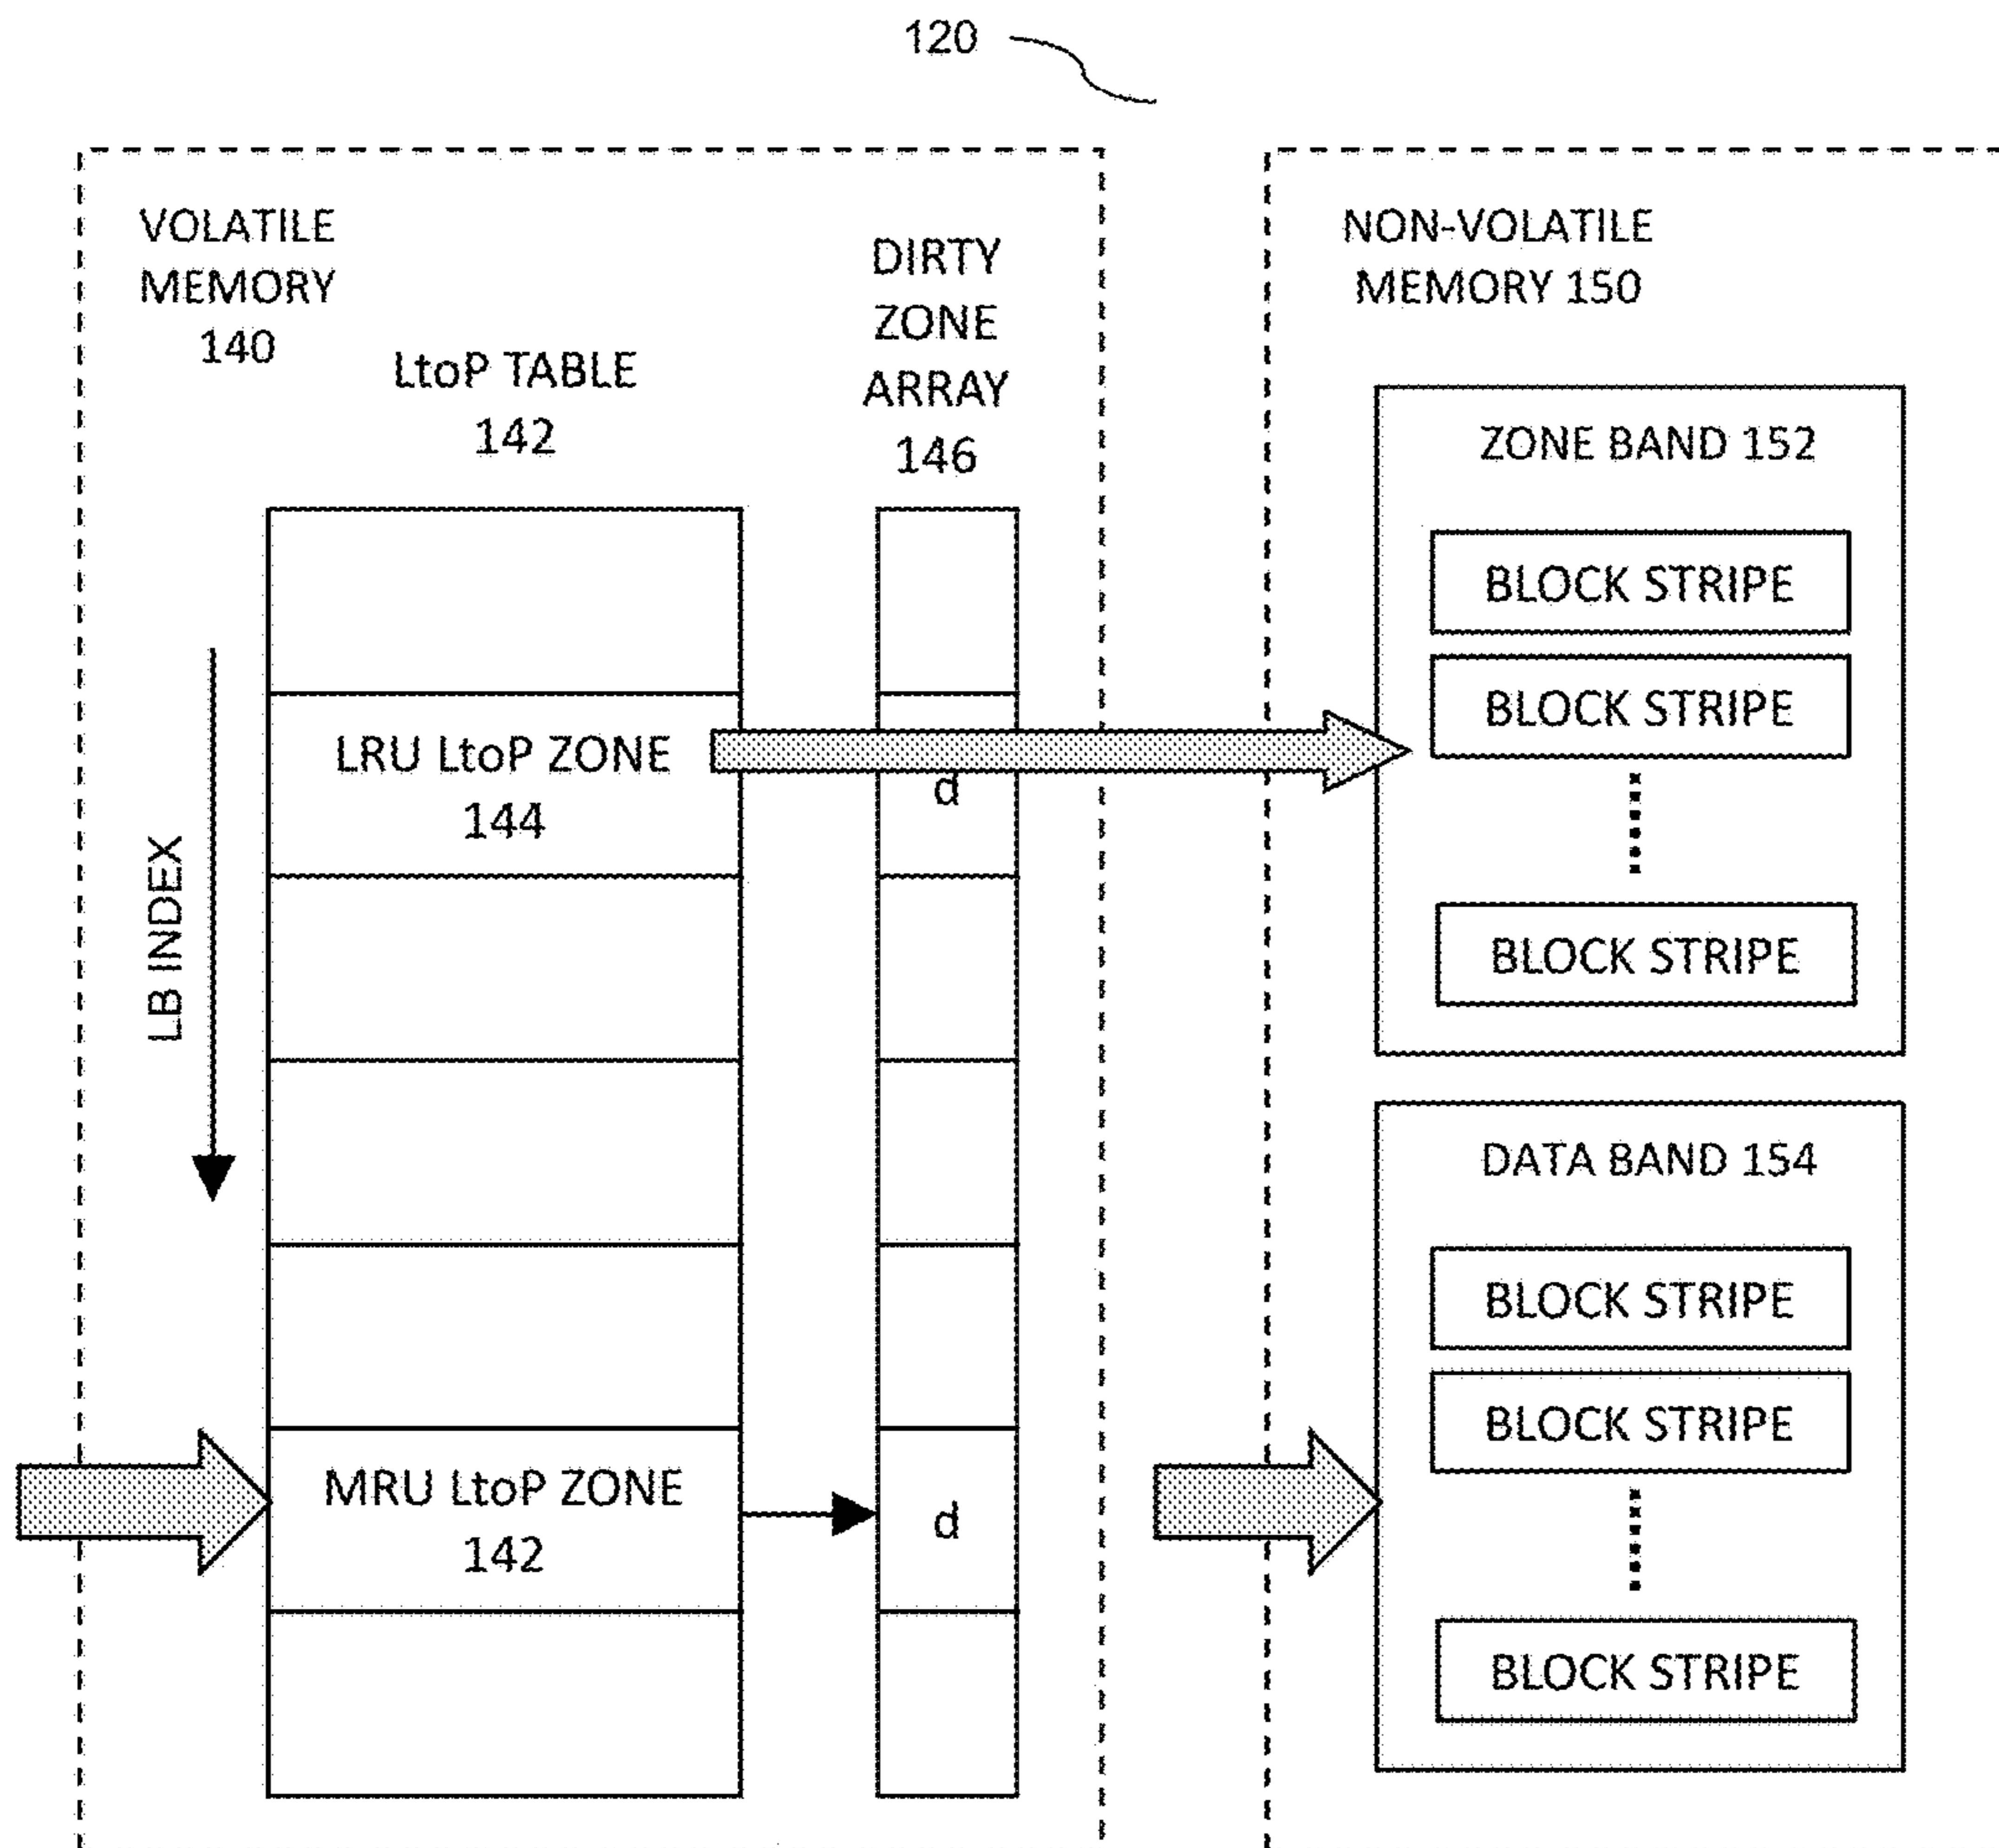 120
VOLATILE
MEMORY
140
LtoP TABLE
142
DIRTY
ZONE
ARRAY
146
LB INDEX
LRU LtoP ZONE
144
d
MRU LtoP ZONE
142
d
NON-VOLATILE
MEMORY 150
ZONE BAND 152
BLOCK STRIPE
BLOCK STRIPE
BLOCK STRIPE
DATA BAND 154
BLOCK STRIPE
BLOCK STRIPE
BLOCK STRIPE